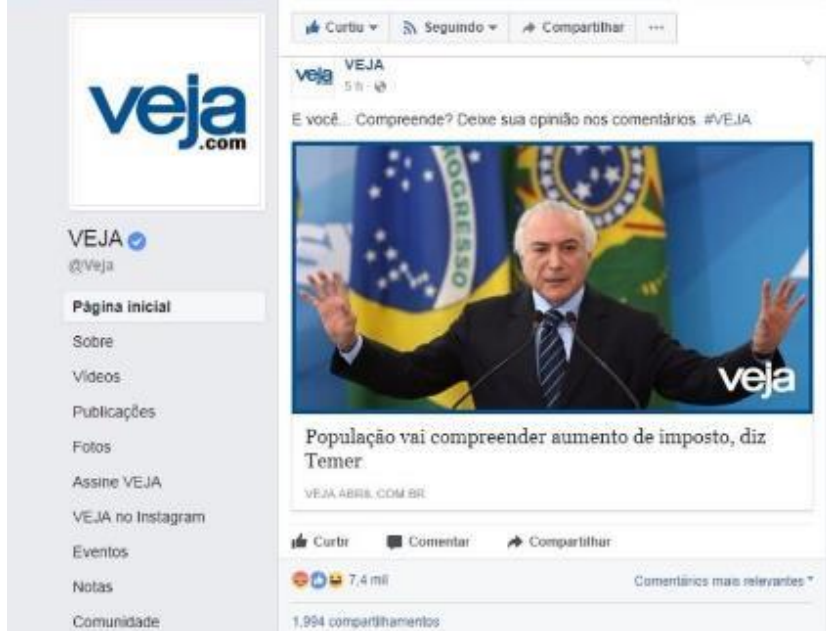 veja
.com
VEJA
@Veja
Página inicial
Sobre
Vídeos
Publicações
Fotos
Assine VEJA
VEJA no Instagram
Eventos
Notas
Comunidade
Curtiu
Seguindo
Compartilhar
veja
VEJA
5 h
E você... Compreende? Deixe sua opinião nos comentários. #VEJA
PROGRESSO
veja
População vai compreender aumento de imposto, diz
Temer
VEJA.ABRIL.COM.BR
Curtir
Comentar
Compartilhar
7,4 mil
Comentários mais relevantes
1.994 compartilhamentos